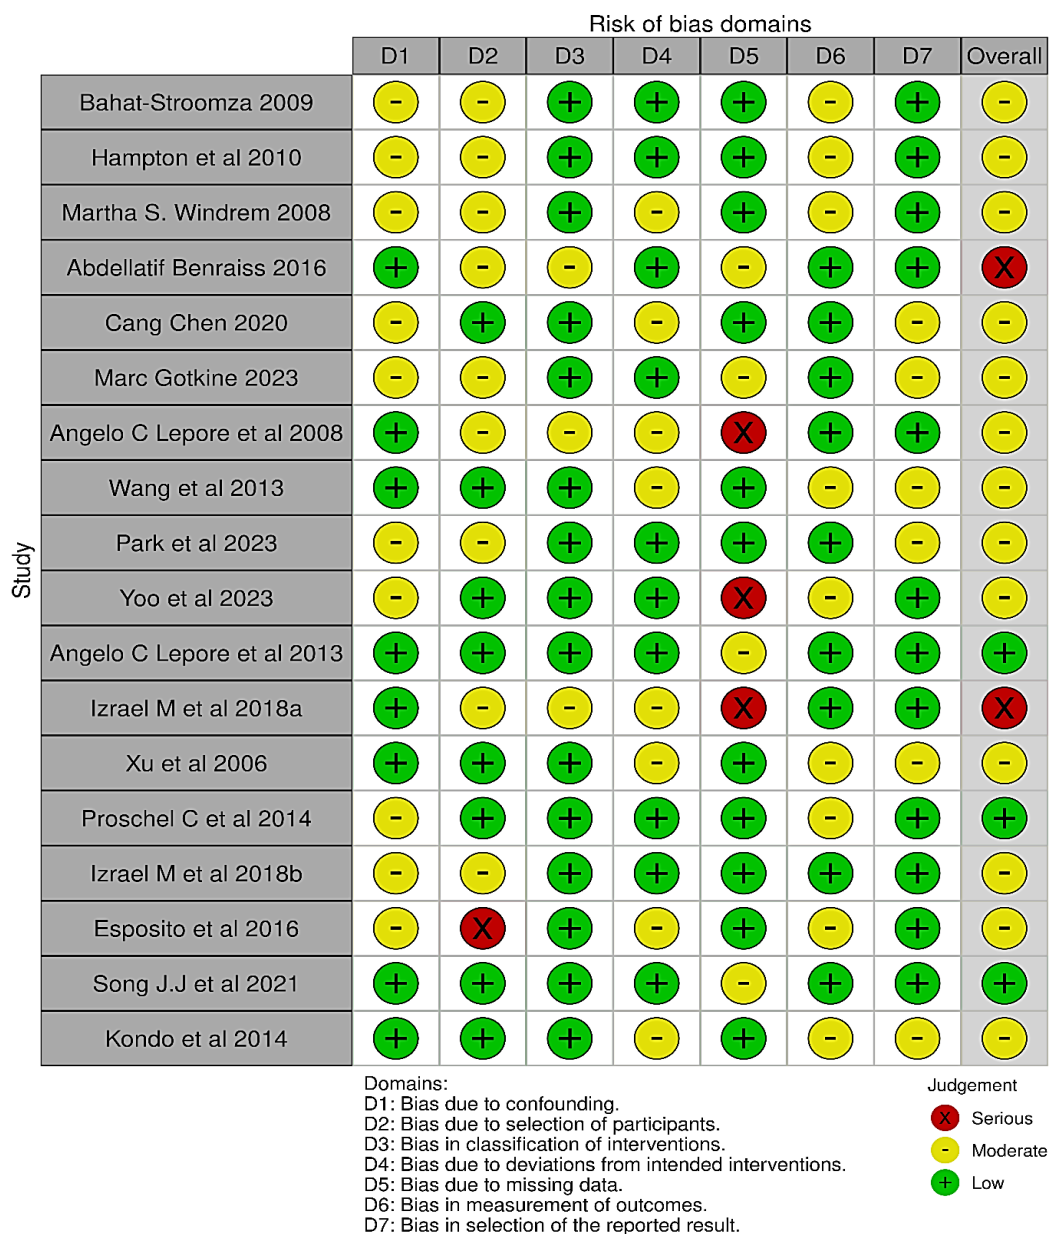 Risk of bias domains
D1 D2 D3 D4 D5 D6 D7 Overall
Study
Bahat-Stroomza 2009 - - + + + - + -
Hampton et al 2010 - - + + + - + -
Martha S. Windrem 2008 - - + - + - + -
Abdellatif Benraiss 2016 + - - + - + + X
Cang Chen 2020 - + + - + + - -
Marc Gotkine 2023 - - + + - + - -
Angelo C Lepore et al 2008 + - - - X + + -
Wang et al 2013 + + + - + - - -
Park et al 2023 - - + + + + - -
Yoo et al 2023 - + + + X - + -
Angelo C Lepore et al 2013 + + + + - + + +
Izrael M et al 2018a + - - - X + + X
Xu et al 2006 + + + - + - - -
Proschel C et al 2014 - + + + + - + +
Izrael M et al 2018b - - + + + + + -
Esposito et al 2016 - X + - + - + -
Song J.J et al 2021 + + + + - + + +
Kondo et al 2014 + + + - + - - -
Domains:
D1: Bias due to confounding.
D2: Bias due to selection of participants.
D3: Bias in classification of interventions.
D4: Bias due to deviations from intended interventions.
D5: Bias due to missing data.
D6: Bias in measurement of outcomes.
D7: Bias in selection of the reported result.
Judgement
X Serious
- Moderate
+ Low